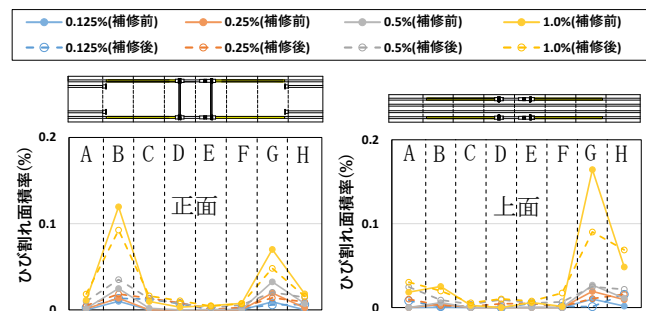 0.125%(補修前) 0.25%(補修前) 0.5%(補修前) 1.0%(補修前)
0.125%(補修後) 0.25%(補修後) 0.5%(補修後) 1.0%(補修後)
ひび割れ面積率(%)
0.2
0.1
0
A B C D E F G H
正面
ひび割れ面積率(%)
0.2
0.1
0
A B C D E F G H
上面